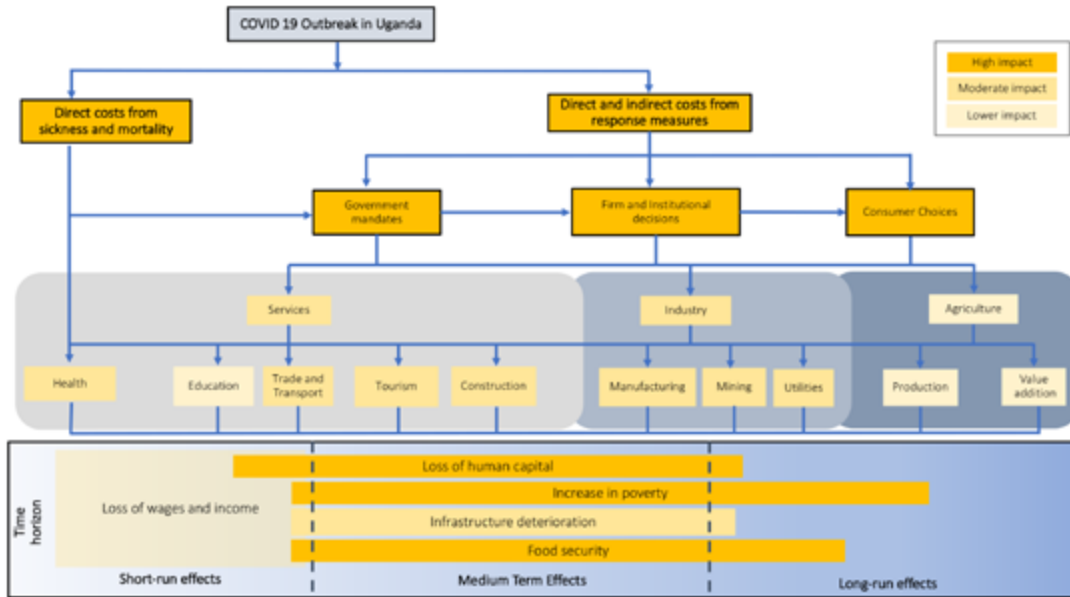 COVID 19 Outbreak in Uganda
High impact
Moderate impact
Lower impact
Direct costs from
sickness and mortality
Direct and indirect costs from
response measures
Government
mandates
Firm and Institutional
decisions
Consumer Choices
Services
Industry
Agriculture
Health
Education
Trade and
Transport
Tourism
Construction
Manufacturing
Mining
Utilities
Production
Value
addition
Time
horizon
Loss of wages and income
Loss of human capital
Increase in poverty
Infrastructure deterioration
Food security
Short-run effects
Medium Term Effects
Long-run effects